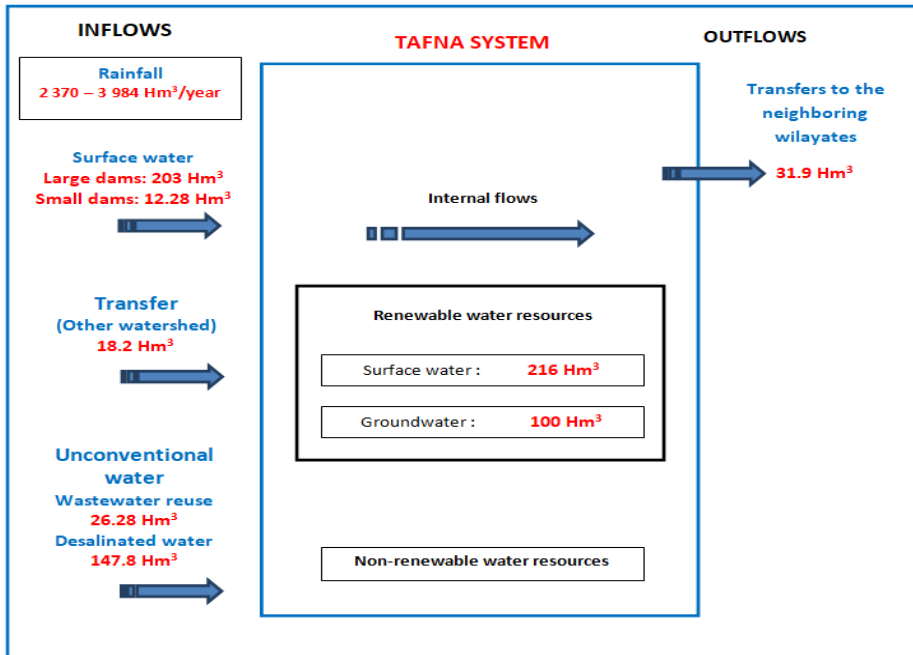 INFLOWS
Rainfall
2 370 – 3 984 Hm³/year
Surface water
Large dams: 203 Hm³
Small dams: 12.28 Hm³
Transfer
(Other watershed)
18.2 Hm³
Unconventional
water
Wastewater reuse
26.28 Hm³
Desalinated water
147.8 Hm³
TAFNA SYSTEM
Internal flows
Renewable water resources
Surface water : 216 Hm³
Groundwater : 100 Hm³
Non-renewable water resources
OUTFLOWS
Transfers to the
neighboring
wilayates
31.9 Hm³